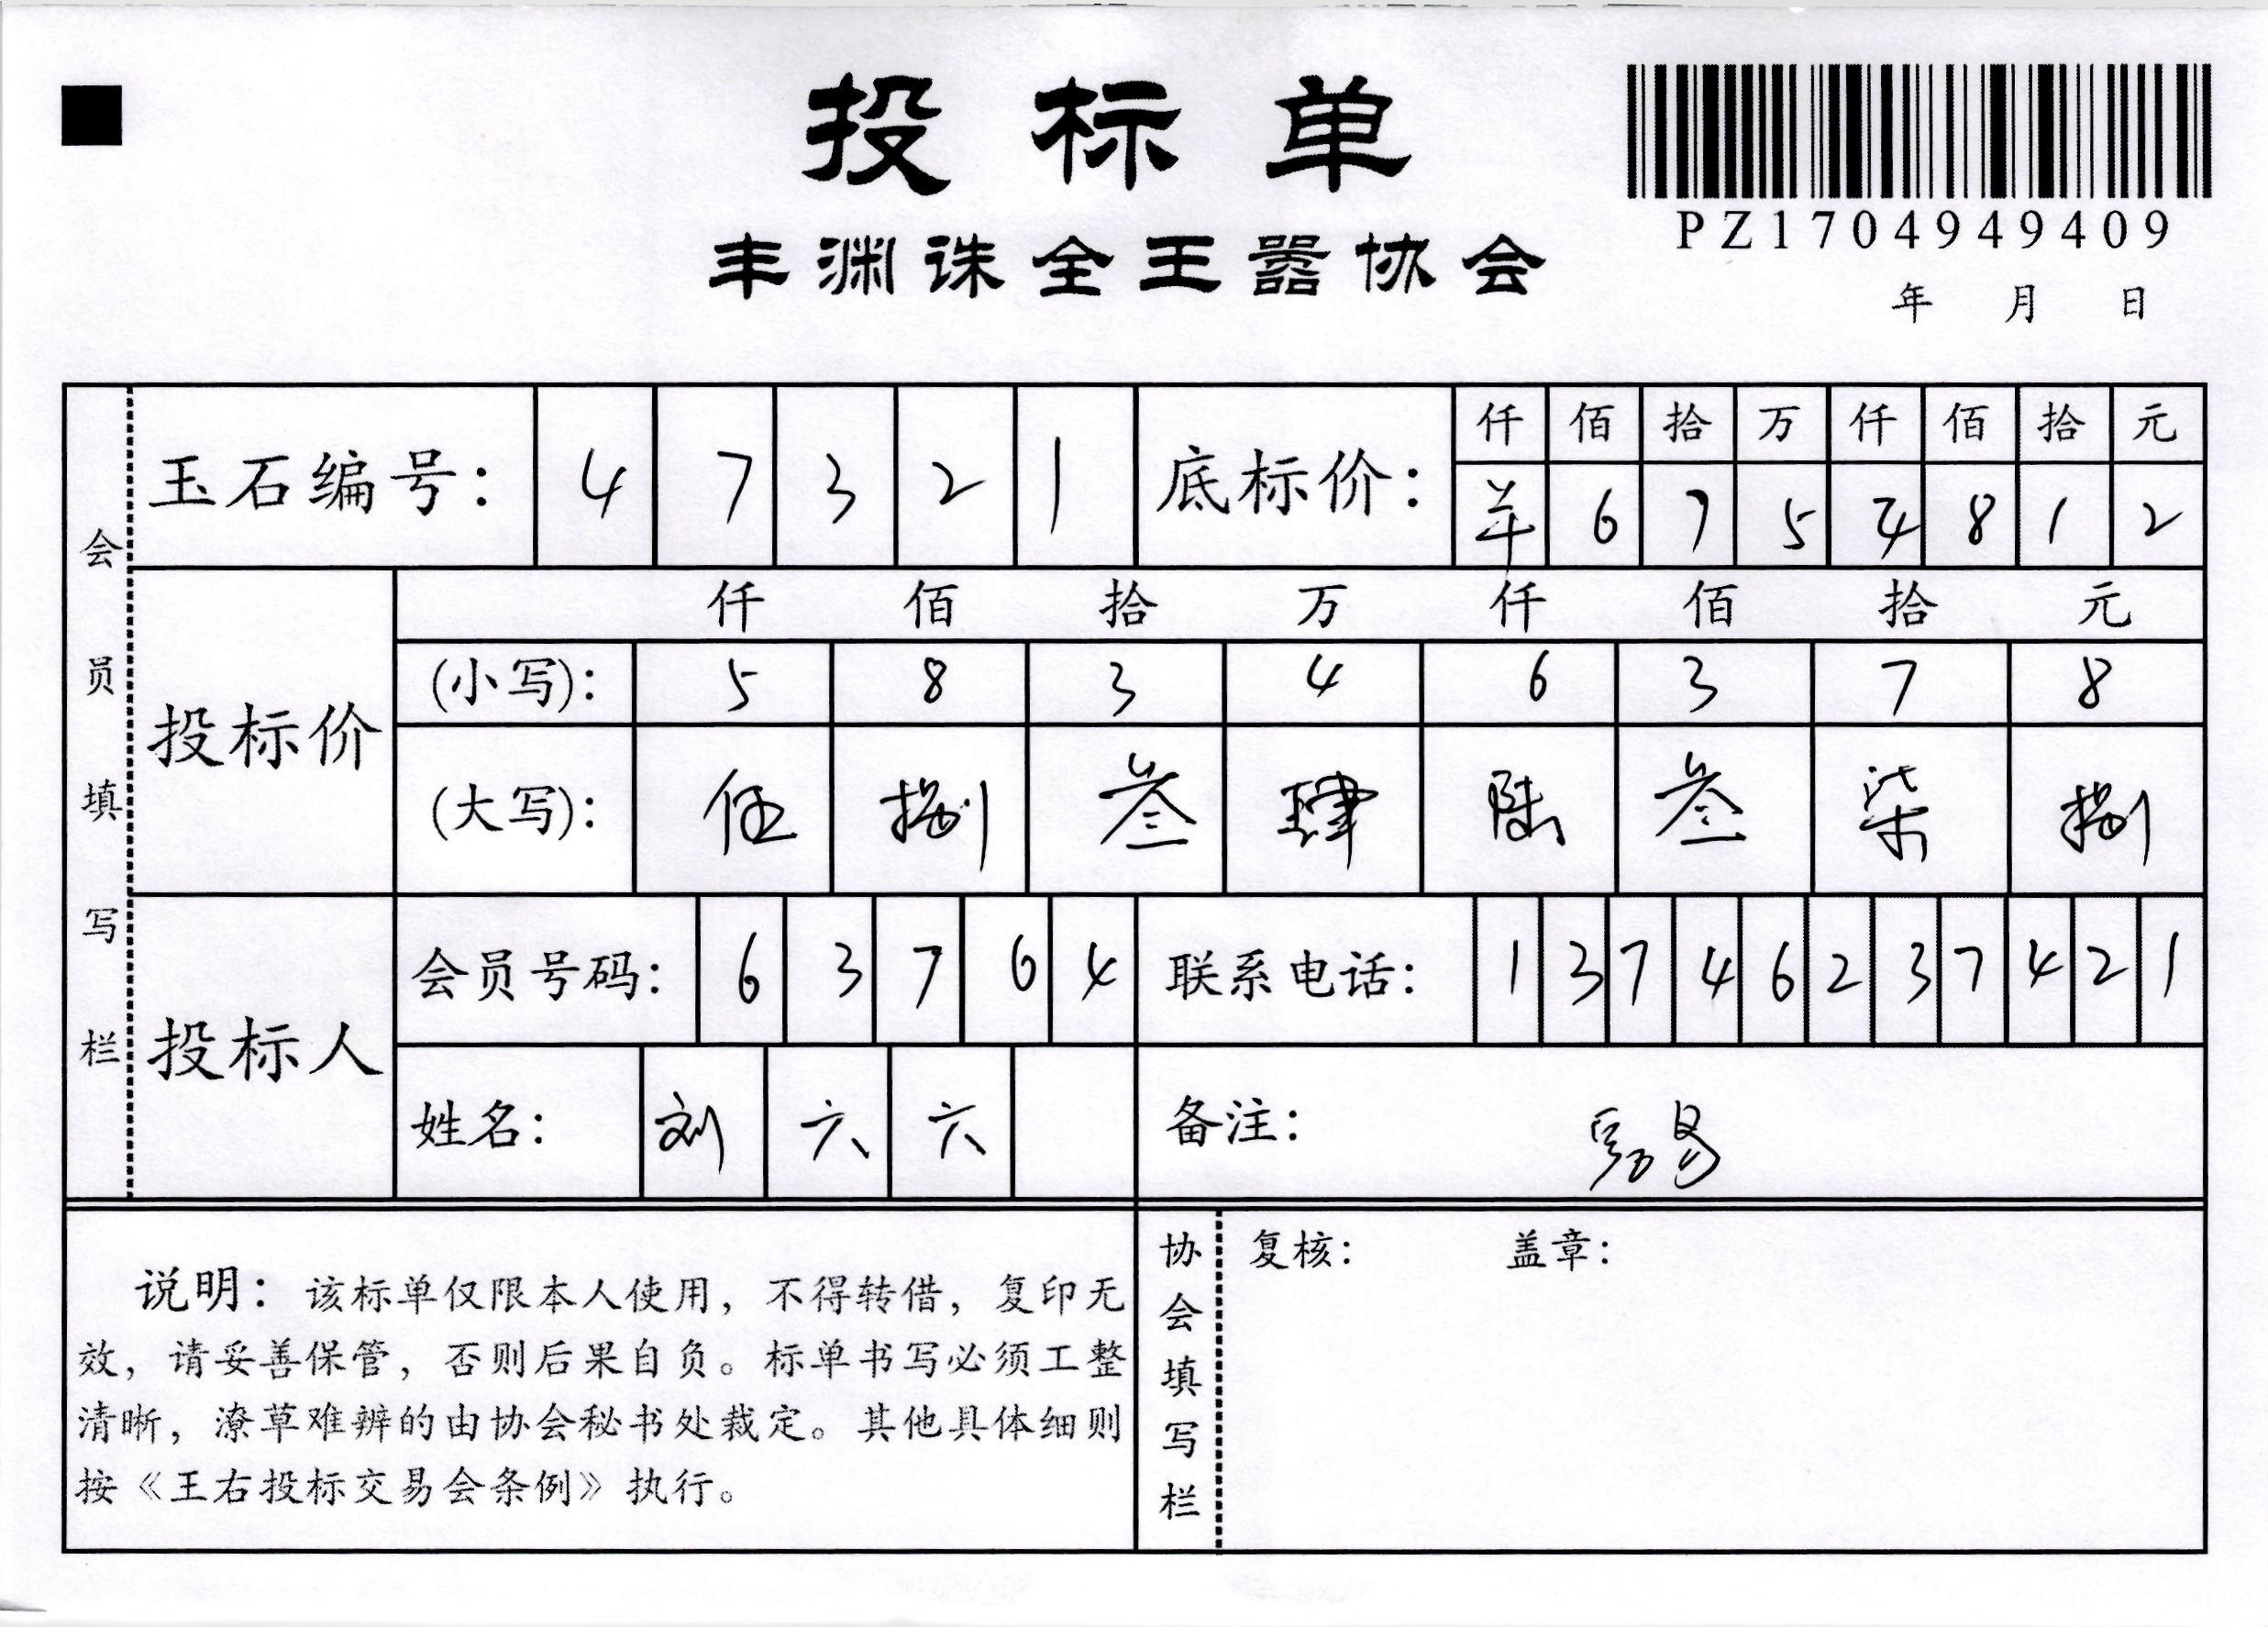 投标单
PZ1704949409
丰渊诛全王嚣协会
年 月 日
会员填写栏
玉石编号: 4 7 3 2 1
底标价: 仟 佰 拾 万 仟 佰 拾 元
羊 6 7 5 4 8 1 2
投标价
仟 佰 拾 万 仟 佰 拾 元
(小写): 5 8 3 4 6 3 7 8
(大写): 伍 捌 叁 肆 陆 叁 柒 捌
投标人
会员号码: 6 3 7 6 4
联系电话: 1 3 7 4 6 2 3 7 4 2 1
姓名: 刘 六 六
备注:
说明: 该标单仅限本人使用, 不得转借, 复印无
效, 请妥善保管, 否则后果自负。标单书写必须工整
清晰, 潦草难辨的由协会秘书处裁定。其他具体细则
按《王右投标交易会条例》执行。
协会填写栏
复核: 盖章: